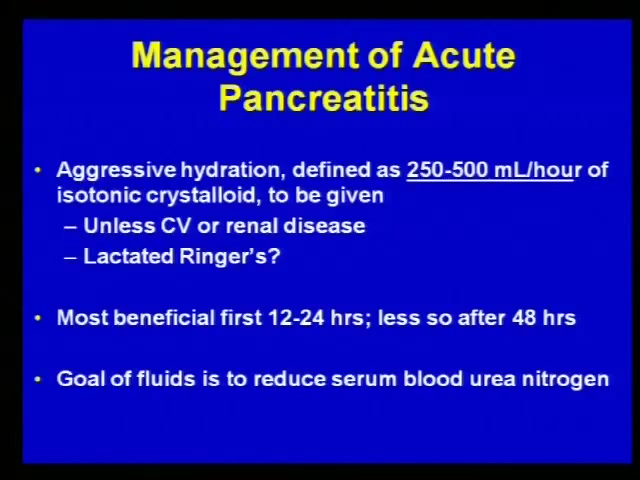 Management of Acute
Pancreatitis
• Aggressive hydration, defined as 250-500 mL/hour of
isotonic crystalloid, to be given
– Unless CV or renal disease
– Lactated Ringer's?
• Most beneficial first 12-24 hrs; less so after 48 hrs
• Goal of fluids is to reduce serum blood urea nitrogen